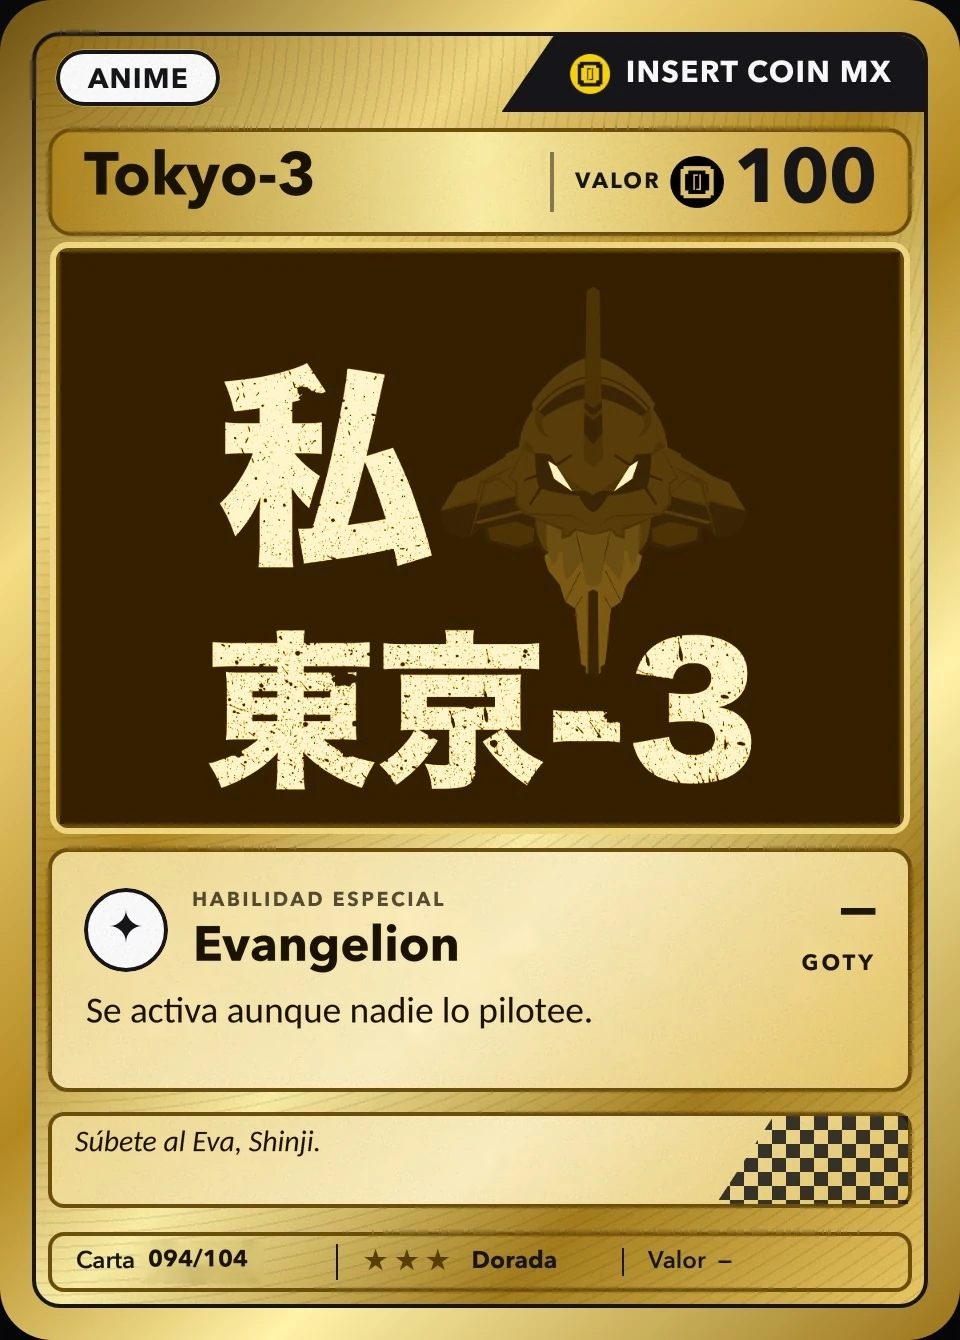 ANIME
INSERT COIN MX
Tokyo-3
VALOR 100
私
東京-3
HABILIDAD ESPECIAL
Evangelion
–
GOTY
Se activa aunque nadie lo pilotee.
Súbete al Eva, Shinji.
Carta 094/104
★★★ Dorada
Valor –